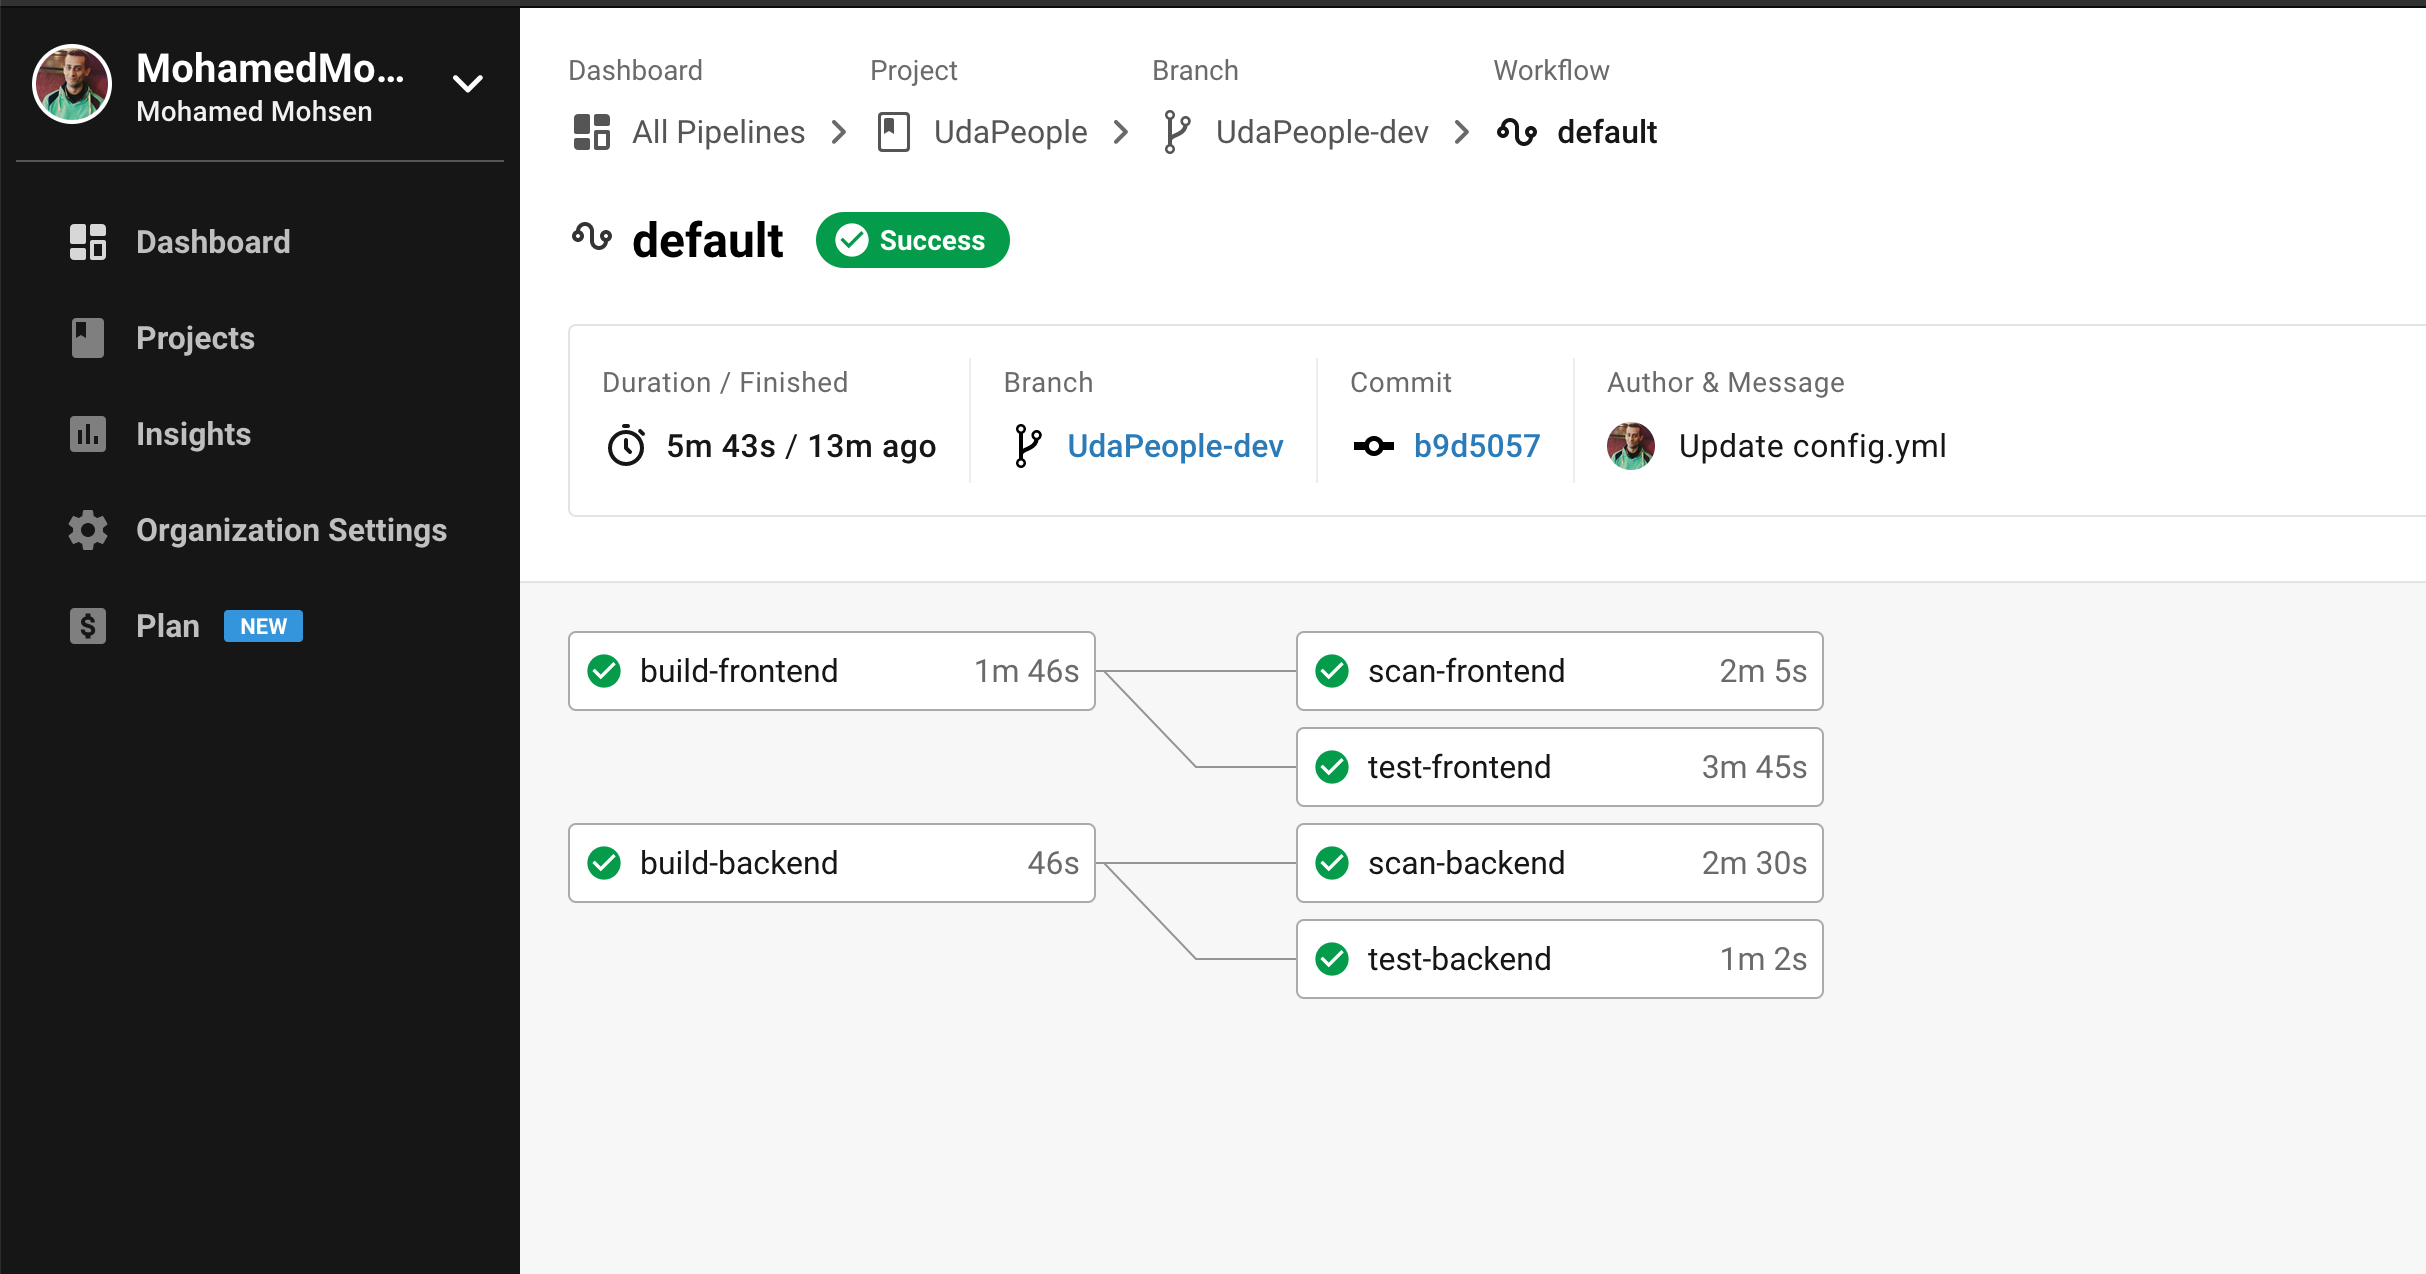 MohamedMo...
Mohamed Mohsen
Dashboard
Projects
Insights
Organization Settings
Plan NEW
Dashboard Project Branch Workflow
All Pipelines UdaPeople UdaPeople-dev default
default Success
Duration / Finished Branch Commit Author & Message
5m 43s / 13m ago UdaPeople-dev b9d5057 Update config.yml
build-frontend 1m 46s scan-frontend 2m 5s
test-frontend 3m 45s
build-backend 46s scan-backend 2m 30s
test-backend 1m 2s